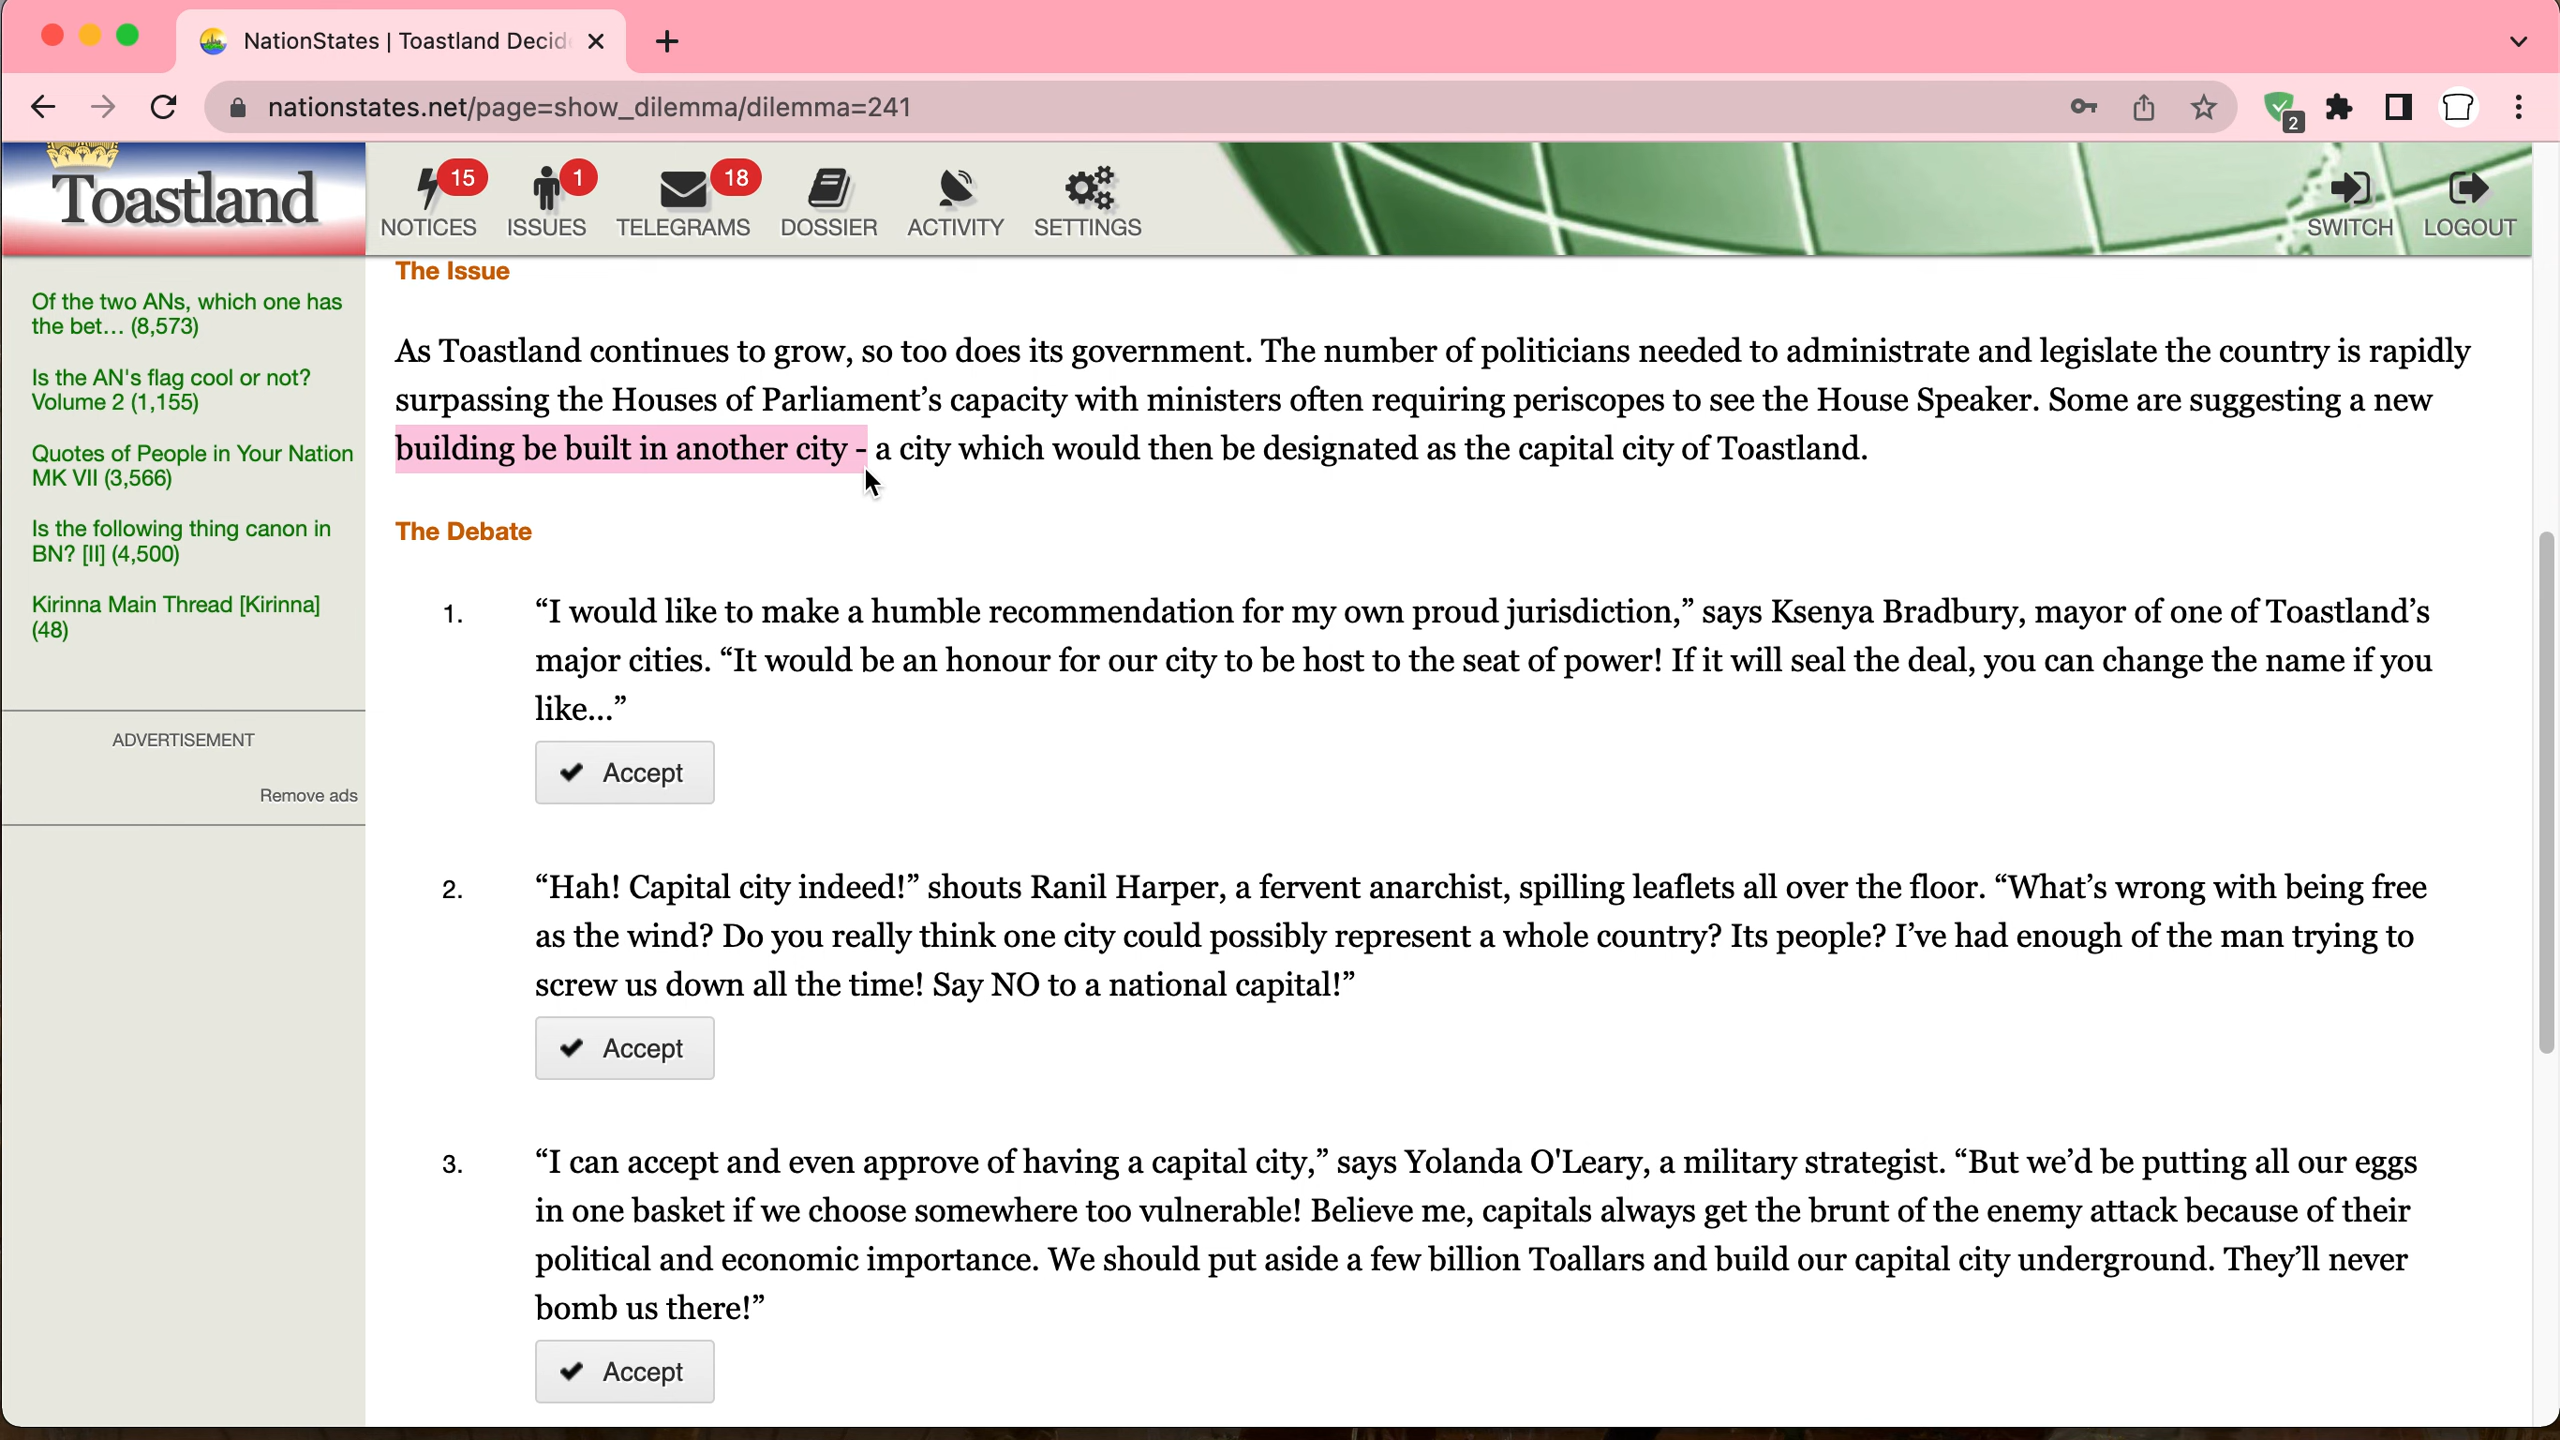 NationStates | Toastland Decid
nationstates.net/page=show_dilemma/dilemma=241
2
Toastland
15
NOTICES
1
ISSUES
18
TELEGRAMS
DOSSIER
ACTIVITY
SETTINGS
SWITCH
LOGOUT
Of the two ANs, which one has
the bet... (8,573)
Is the AN's flag cool or not?
Volume 2 (1,155)
Quotes of People in Your Nation
MK VII (3,566)
Is the following thing canon in
BN? [II] (4,500)
Kirinna Main Thread [Kirinna]
(48)
ADVERTISEMENT
Remove ads
The Issue
As Toastland continues to grow, so too does its government. The number of politicians needed to administrate and legislate the country is rapidly
surpassing the Houses of Parliament’s capacity with ministers often requiring periscopes to see the House Speaker. Some are suggesting a new
building be built in another city - a city which would then be designated as the capital city of Toastland.
The Debate
1. “I would like to make a humble recommendation for my own proud jurisdiction,” says Ksenya Bradbury, mayor of one of Toastland’s
major cities. “It would be an honour for our city to be host to the seat of power! If it will seal the deal, you can change the name if you
like...”
Accept
2. “Hah! Capital city indeed!” shouts Ranil Harper, a fervent anarchist, spilling leaflets all over the floor. “What’s wrong with being free
as the wind? Do you really think one city could possibly represent a whole country? Its people? I’ve had enough of the man trying to
screw us down all the time! Say NO to a national capital!”
Accept
3. “I can accept and even approve of having a capital city,” says Yolanda O'Leary, a military strategist. “But we’d be putting all our eggs
in one basket if we choose somewhere too vulnerable! Believe me, capitals always get the brunt of the enemy attack because of their
political and economic importance. We should put aside a few billion Toallars and build our capital city underground. They’ll never
bomb us there!”
Accept